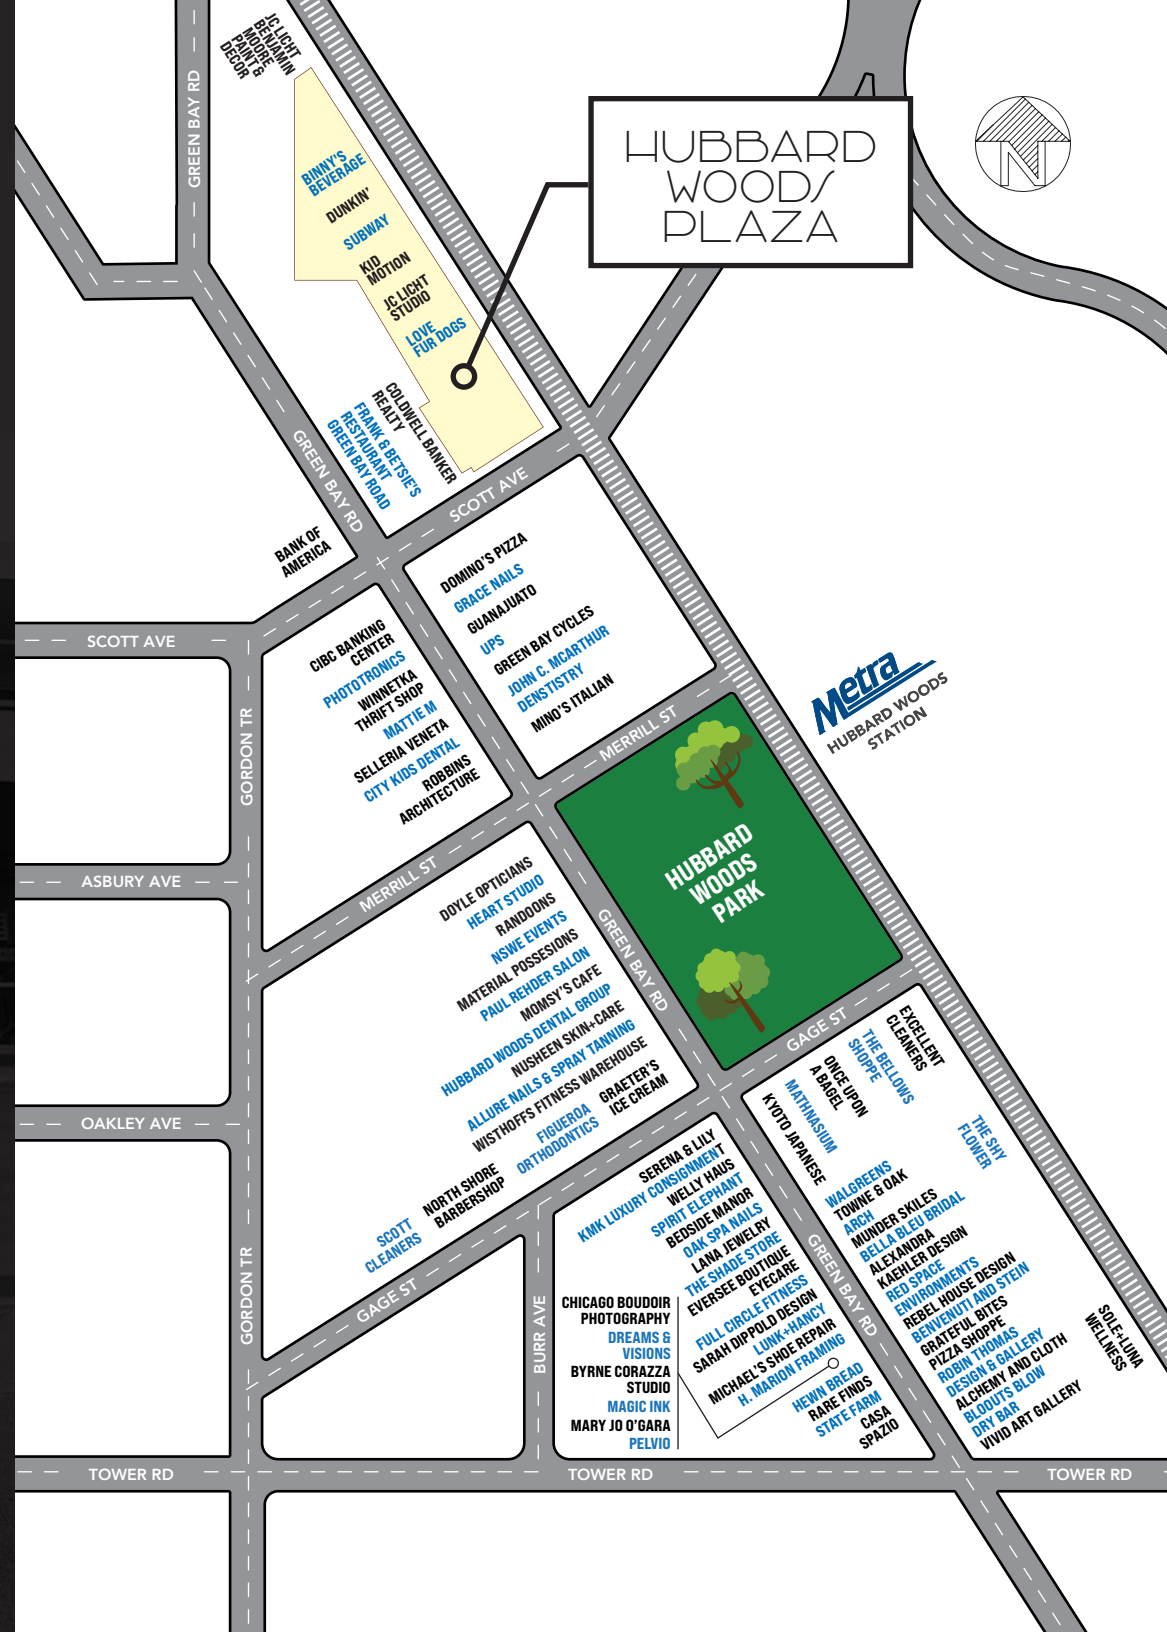 JC LICHT
BENJAMIN
MOORE
PAINT &
DECOR
GREEN BAY RD
HUBBARD
WOODS
PLAZA
N
BINNY'S
BEVERAGE
DUNKIN'
SUBWAY
KID
MOTION
JC LICHT
STUDIO
LOVE
FUR DOGS
COLDWELL BANKER
REALTY
FRANK & BETSIE'S
RESTAURANT
GREEN BAY ROAD
GREEN BAY RD
SCOTT AVE
BANK OF
AMERICA
SCOTT AVE
DOMINO'S PIZZA
GRACE NAILS
GUANAJUATO
UPS
GREEN BAY CYCLES
JOHN C. MCARTHUR
DENSTISTRY
MINO'S ITALIAN
CIBC BANKING
CENTER
PHOTOTRONICS
WINNETKA
THRIFT SHOP
MATTIE M
SELLERIA VENETA
CITY KIDS DENTAL
ROBBINS
ARCHITECTURE
GORDON TR
MERRILL ST
Metra
HUBBARD WOODS
STATION
ASBURY AVE
MERRILL ST
HUBBARD
WOODS
PARK
DOYLE OPTICIANS
HEART STUDIO
RANDOONS
NSWE EVENTS
MATERIAL POSSESIONS
PAUL REHDER SALON
MOMSY'S CAFE
HUBBARD WOODS DENTAL GROUP
NUSHEEN SKIN+CARE
ALLURE NAILS & SPRAY TANNING
WISTHOFFS FITNESS WAREHOUSE
GRAETER'S
ICE CREAM
FIGUEROA
ORTHODONTICS
NORTH SHORE
BARBERSHOP
SCOTT
CLEANERS
GREEN BAY RD
GAGE ST
OAKLEY AVE
EXCELLENT
CLEANERS
THE BELLOWS
SHOPPE
ONCE UPON
A BAGEL
MATHNASIUM
KYOTO JAPANESE
THE SHY
FLOWER
WALGREENS
TOWNE & OAK
ARCH
MUNDER SKILES
BELLA BLEU BRIDAL
ALEXANDRA
KAEHLER DESIGN
RED SPACE
ENVIRONMENTS
REBEL HOUSE DESIGN
BENVENUTI AND STEIN
GRATEFUL BITES
PIZZA SHOPPE
ROBIN THOMAS
DESIGN & GALLERY
ALCHEMY AND CLOTH
BLOOUTS BLOW
DRY BAR
VIVID ART GALLERY
SOLE+LUNA
WELLNESS
SERENA & LILY
KMK LUXURY CONSIGNMENT
WELLY HAUS
SPIRIT ELEPHANT
BEDSIDE MANOR
OAK SPA NAILS
LANA JEWELRY
THE SHADE STORE
EVERSEE BOUTIQUE
EYECARE
FULL CIRCLE FITNESS
SARAH DIPPOLD DESIGN
LUNK+HANCY
MICHAEL'S SHOE REPAIR
H. MARION FRAMING
HEWN BREAD
RARE FINDS
STATE FARM
CASA
SPAZIO
GREEN BAY RD
GORDON TR
GAGE ST
BURR AVE
CHICAGO BOUDOIR
PHOTOGRAPHY
DREAMS &
VISIONS
BYRNE CORAZZA
STUDIO
MAGIC INK
MARY JO O'GARA
PELVIO
TOWER RD
TOWER RD
TOWER RD